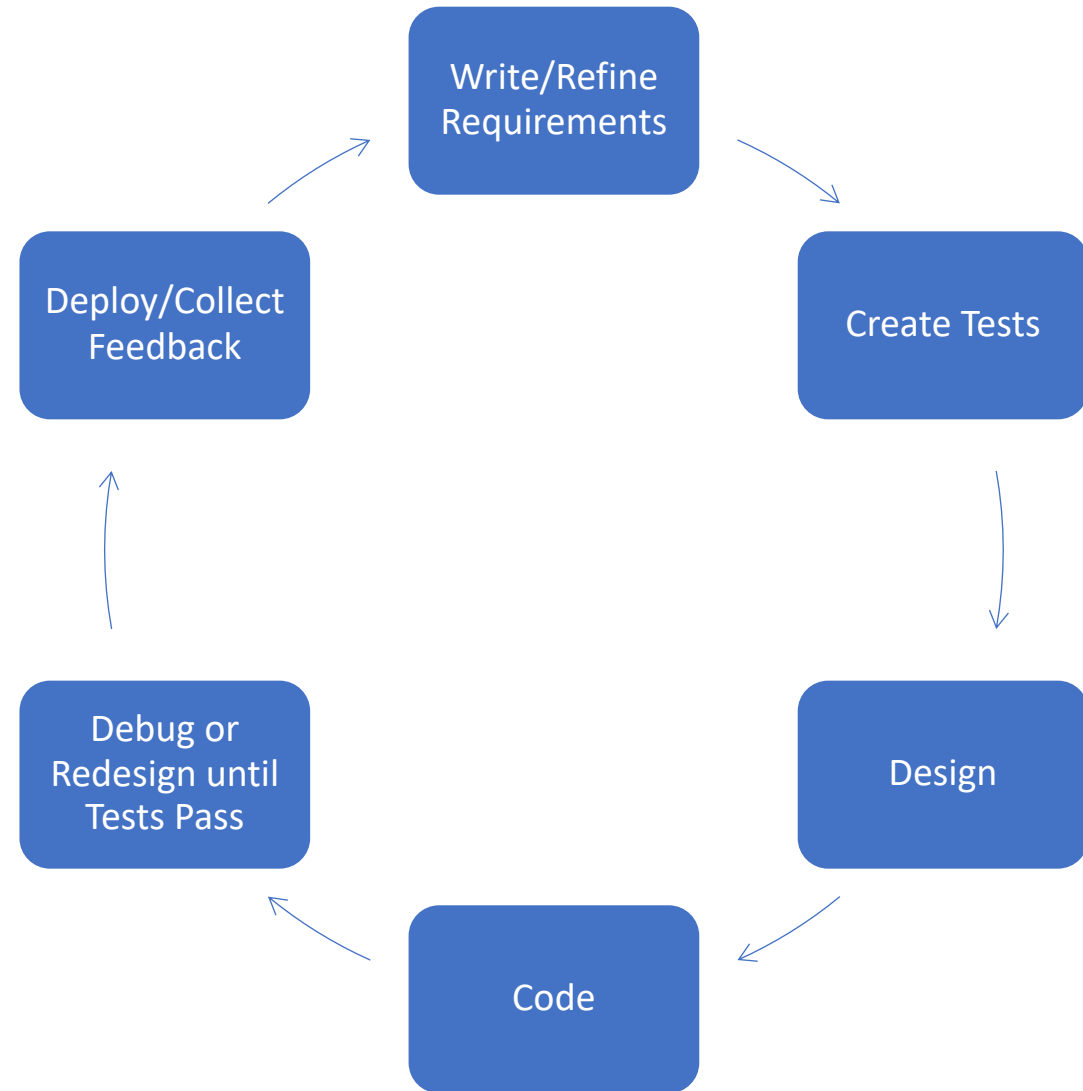 Write/Refine
Requirements
Create Tests
Design
Code
Debug or
Redesign until
Tests Pass
Deploy/Collect
Feedback